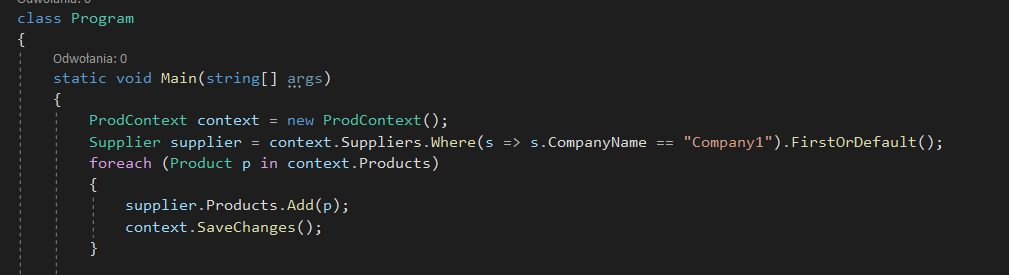 Odwołania: 0
class Program
{
Odwołania: 0
static void Main(string[] args)
{
ProdContext context = new ProdContext();
Supplier supplier = context.Suppliers.Where(s => s.CompanyName == "Company1").FirstOrDefault();
foreach (Product p in context.Products)
{
supplier.Products.Add(p);
context.SaveChanges();
}